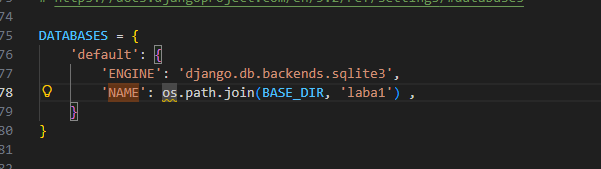 # https://docs.djangoproject.com/en/5.2/ref/settings/#databases
74
75 DATABASES = {
76 'default': {
77 'ENGINE': 'django.db.backends.sqlite3',
78 'NAME': os.path.join(BASE_DIR, 'laba1') ,
79 }
80 }
81
82